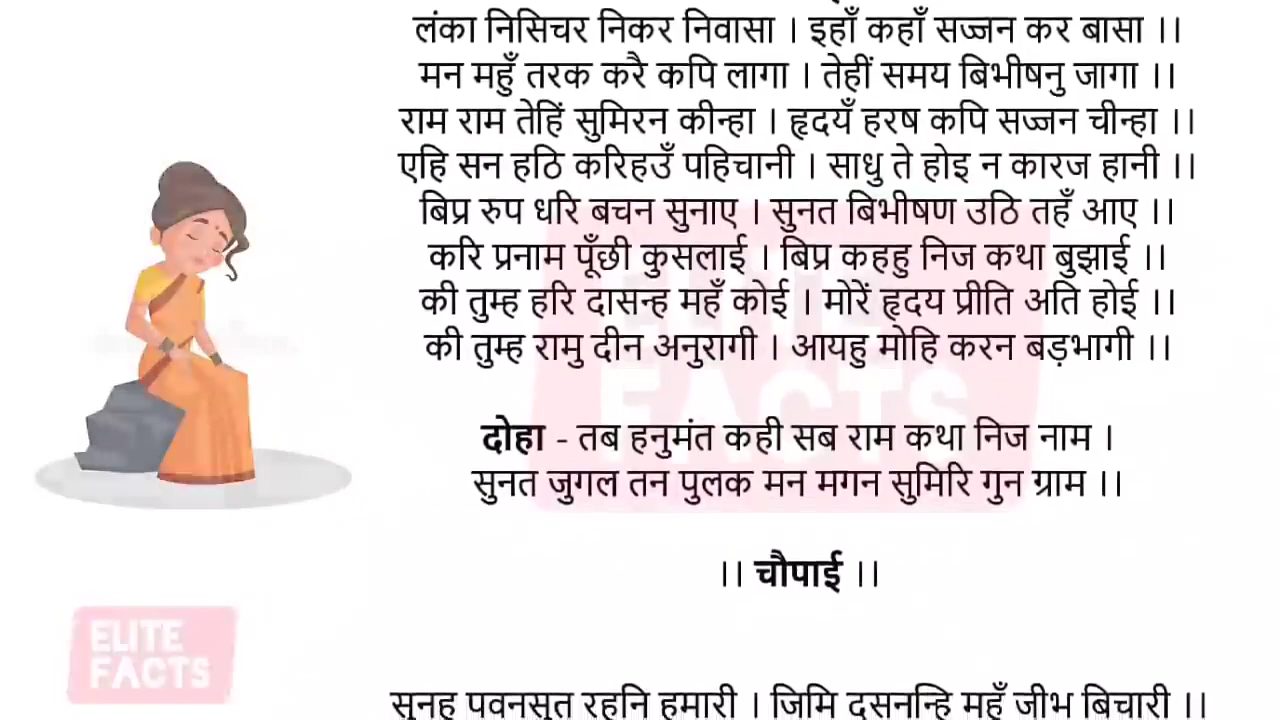 लंका निसिचर निकर निवासा । इहाँ कहाँ सज्जन कर बासा ।।
मन महुँ तरक करै कपि लागा । तेहीं समय बिभीषनु जागा ।।
राम राम तेहिं सुमिरन कीन्हा । हृदयँ हरष कपि सज्जन चीन्हा ।।
एहि सन हठि करिहउँ पहिचानी । साधु ते होइ न कारज हानी ।।
बिप्र रुप धरि बचन सुनाए । सुनत बिभीषण उठि तहँ आए ।।
करि प्रनाम पूँछी कुसलाई । बिप्र कहहु निज कथा बुझाई ।।
की तुम्ह हरि दासन्ह महँ कोई । मोरें हृदय प्रीति अति होई ।।
की तुम्ह रामु दीन अनुरागी । आयहु मोहि करन बड़भागी ।।
दोहा - तब हनुमंत कही सब राम कथा निज नाम ।
सुनत जुगल तन पुलक मन मगन सुमिरि गुन ग्राम ।।
।। चौपाई ।।
सुनहु पवनसुत रहनि हमारी । जिमि दसनन्हि महुँ जीभ बिचारी ।।
ELITE
FACTS
FACTS